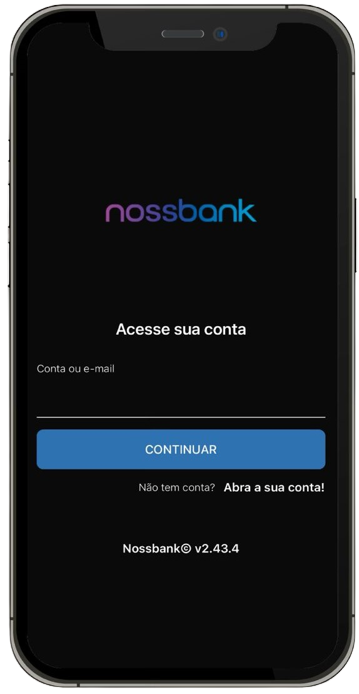 nossbank
Acesse sua conta
Conta ou e-mail
CONTINUAR
Não tem conta? Abra a sua conta!
Nossbank© v2.43.4